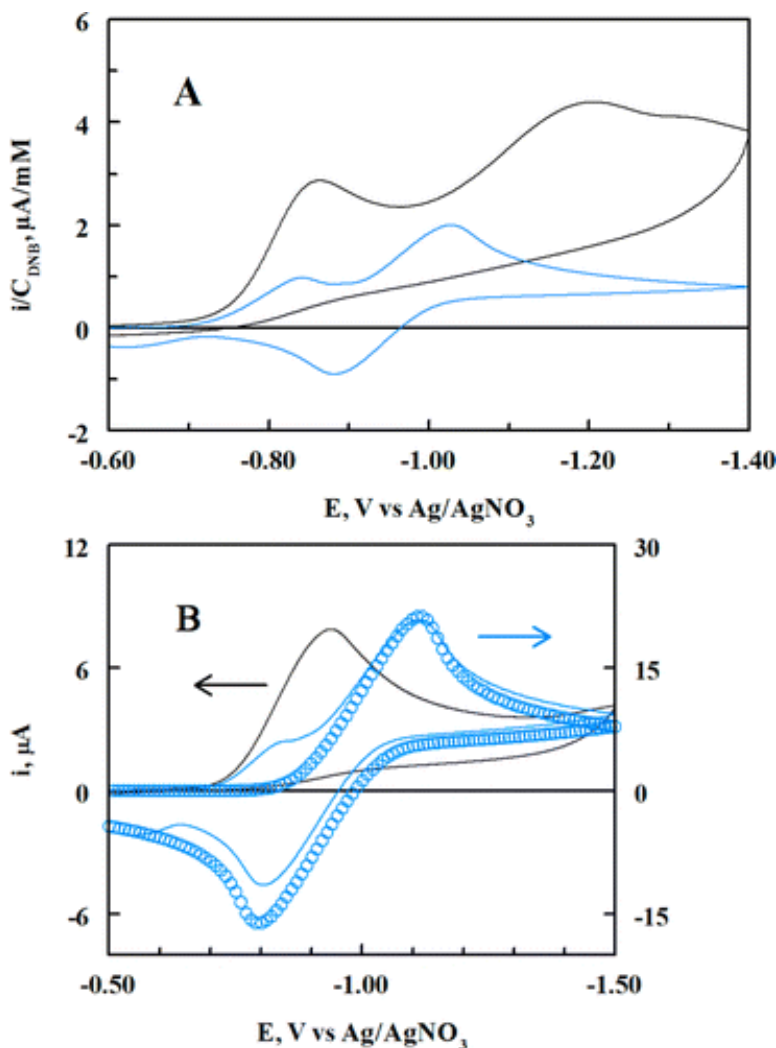 A
i/C_DNB, µA/mM
6
4
2
0
-2
-0.60 -0.80 -1.00 -1.20 -1.40
E, V vs Ag/AgNO₃
B
i, µA
12
6
0
-6
30
15
0
-15
-0.50 -1.00 -1.50
E, V vs Ag/AgNO₃